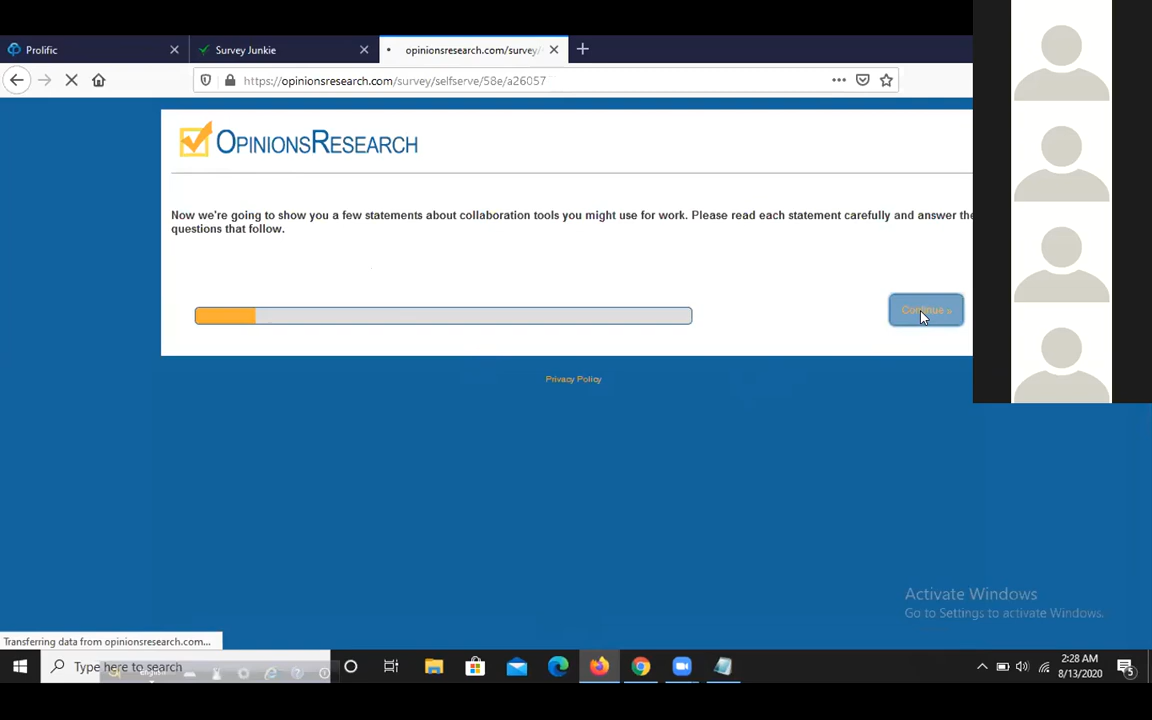 Prolific
Survey Junkie
opinionsresearch.com/survey/
https://opinionsresearch.com/survey/selfserve/58e/a26057
OPINIONSRESEARCH
Now we're going to show you a few statements about collaboration tools you might use for work. Please read each statement carefully and answer the
questions that follow.
Continue >
Privacy Policy
Activate Windows
Go to Settings to activate Windows.
Transferring data from opinionsresearch.com...
Type here to search
English
2:28 AM
8/13/2020
5